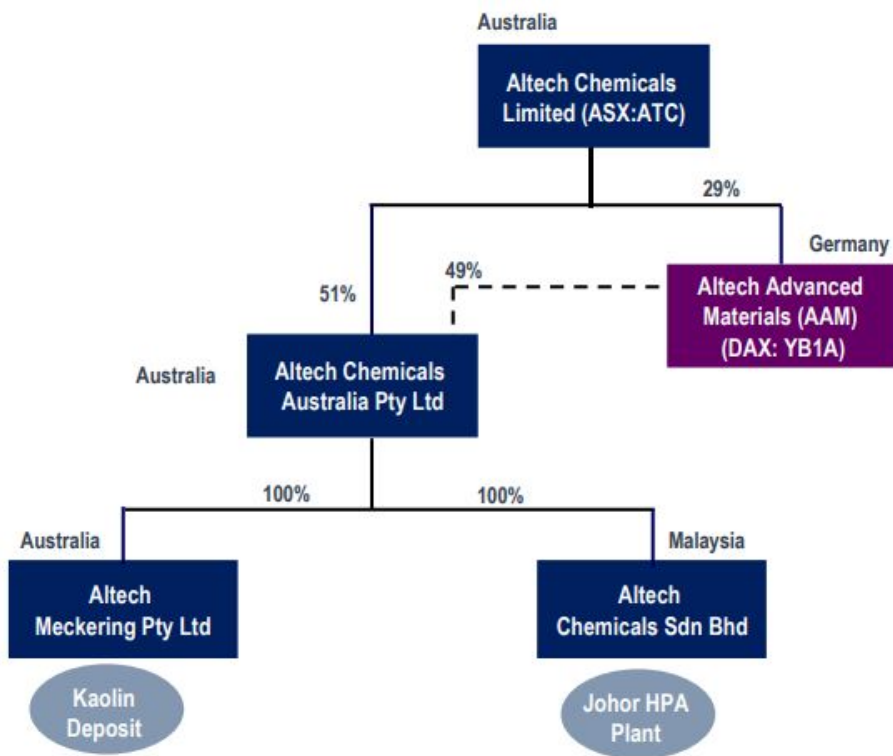 Australia
Altech Chemicals
Limited (ASX:ATC)
29%
Germany
49%
Altech Advanced
Materials (AAM)
(DAX: YB1A)
51%
Australia
Altech Chemicals
Australia Pty Ltd
100%
100%
Australia
Malaysia
Altech
Meckering Pty Ltd
Altech
Chemicals Sdn Bhd
Kaolin
Deposit
Johor HPA
Plant